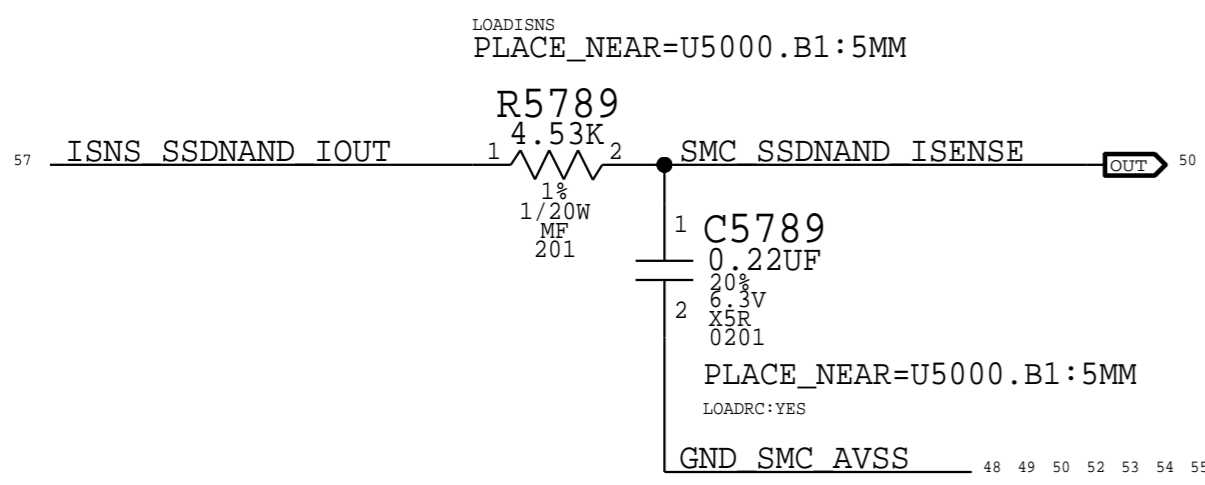 LOADISNS
PLACE_NEAR=U5000.B1:5MM
R5789
4.53K
57 ISNS_SSDNAND_IOUT 1 2 SMC_SSDNAND_ISENSE OUT 50
1%
1/20W
MF
201
1 C5789
0.22UF
20%
6.3V
2 X5R
0201
PLACE_NEAR=U5000.B1:5MM
LOADRC:YES
GND_SMC_AVSS 48 49 50 52 53 54 55